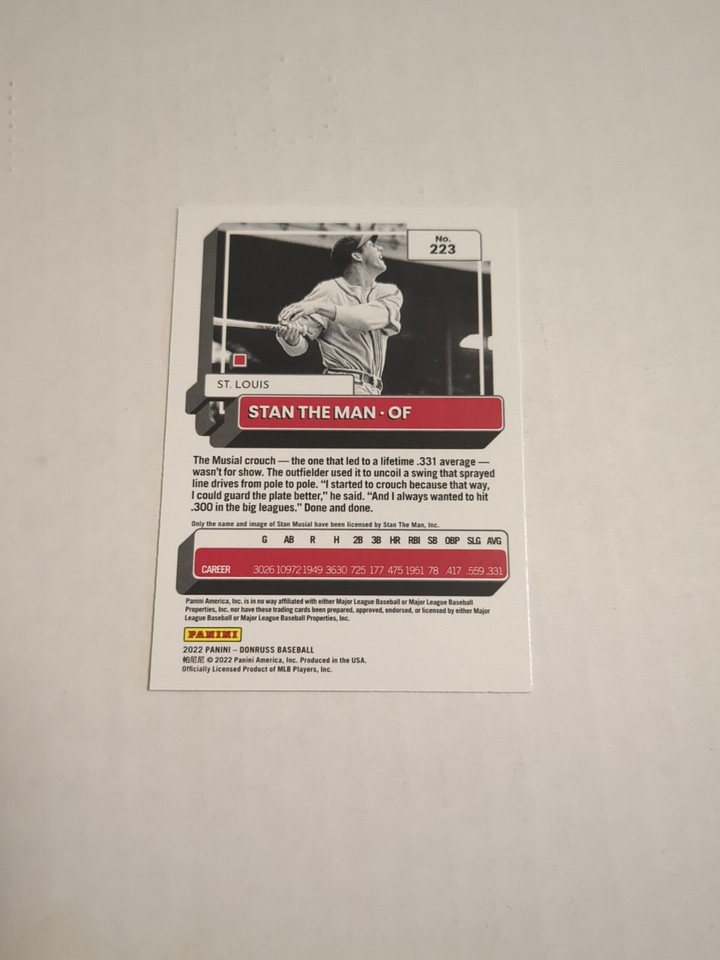 No.
223
ST. LOUIS
STAN THE MAN · OF
The Musial crouch — the one that led to a lifetime .331 average —
wasn't for show. The outfielder used it to uncoil a swing that sprayed
line drives from pole to pole. "I started to crouch because that way,
I could guard the plate better," he said. "And I always wanted to hit
.300 in the big leagues." Done and done.
Only the name and image of Stan Musial have been licensed by Stan The Man, Inc.
G AB R H 2B 3B HR RBI SB OBP SLG AVG
CAREER 3026 10972 1949 3630 725 177 475 1951 78 .417 .559 .331
Panini America, Inc. is in no way affiliated with either Major League Baseball or Major League Baseball
Properties, Inc. nor have these trading cards been prepared, approved, endorsed, or licensed by either Major
League Baseball or Major League Baseball Properties, Inc.
PANINI
2022 PANINI – DONRUSS BASEBALL
帕尼尼 © 2022 Panini America, Inc. Produced in the USA.
Officially Licensed Product of MLB Players, Inc.